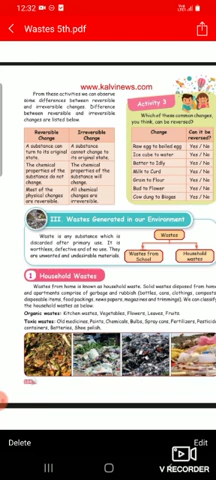 12:32
Wastes 5th.pdf
www.kalvinews.com
From these activities we can observe
some differences between reversible
and irreversible changes. Difference
between reversible and irreversible
changes are listed below.
Reversible Change
Irreversible Change
A substance can turn to its original state.
A substance cannot change to its original state.
The chemical properties of the substance do not change.
The chemical properties of the substance will change.
Most of the physical changes are reversible.
All chemical changes are irreversible.
Activity 3
Which of these common changes,
you think, can be reversed?
Change
Can it be reversed?
Raw egg to boiled egg Yes / No
Ice cube to water Yes / No
Batter to Idly Yes / No
Milk to Curd Yes / No
Grain to Flour Yes / No
Bud to Flower Yes / No
Cow dung to Biogas Yes / No
III. Wastes Generated in our Environment
Waste is any substance which is
discarded after primary use. It is
worthless, defective and of no use. They
are unwanted and undesirable materials.
Wastes
Wastes from School
Household wastes
1 Household Wastes
Wastes from home is known as household waste. Solid wastes disposed from homes
and apartments comprise of garbage and rubbish (bottles, cans, clothings, composts,
disposable items, food packings, news papers, magazines and trimmings). We can classify
the household wastes as below.
Organic wastes: Kitchen wastes, Vegetables, Flowers, Leaves, Fruits
Toxic wastes: Old medicines, Paints, Chemicals, Bulbs, Spray cans, Fertilizers, Pesticide
containers, Batteries, Shoe polish.
Delete
Edit
V RECORDER